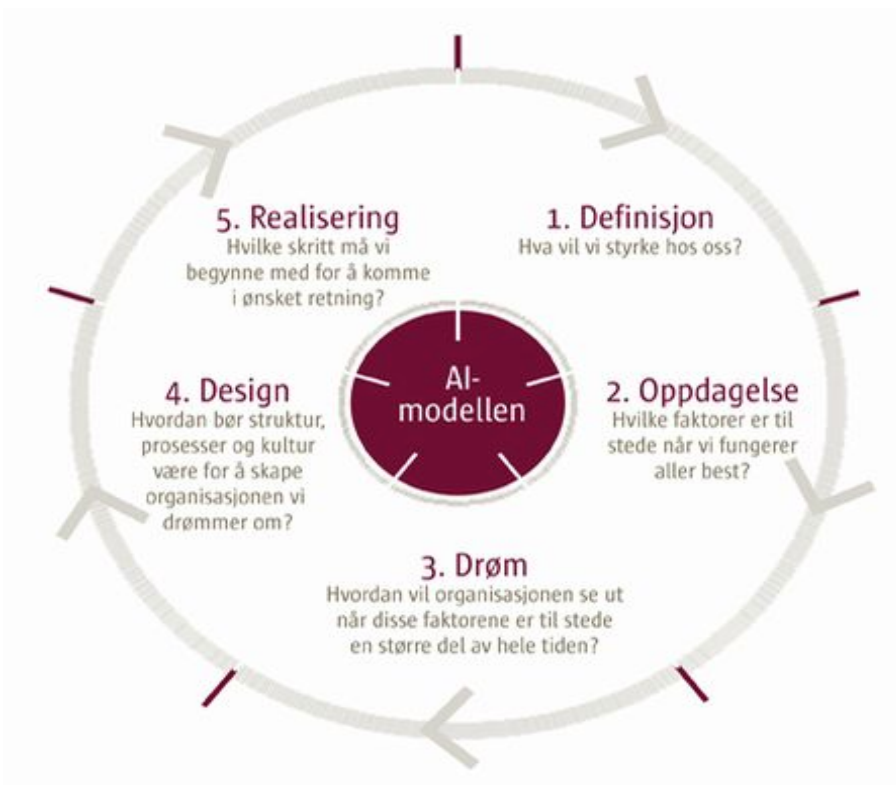 1. Definisjon
Hva vil vi styrke hos oss?
2. Oppdagelse
Hvilke faktorer er til
stede når vi fungerer
aller best?
3. Drøm
Hvordan vil organisasjonen se ut
når disse faktorene er til stede
en større del av hele tiden?
4. Design
Hvordan bør struktur,
prosesser og kultur
være for å skape
organisasjonen vi
drømmer om?
5. Realisering
Hvilke skritt må vi
begynne med for å komme
i ønsket retning?
AI-
modellen